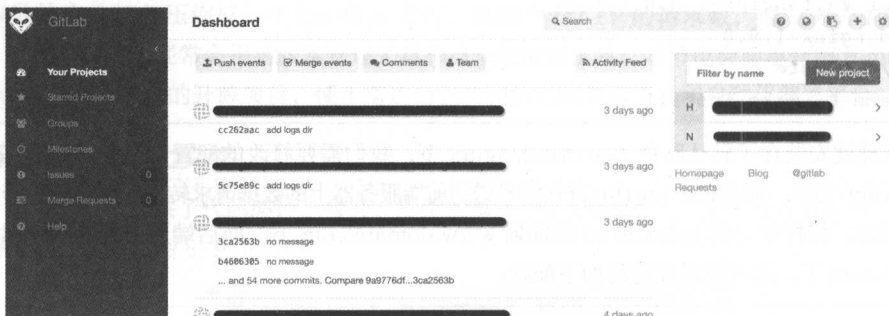 GitLab
Dashboard
Search
Your Projects
Starred Projects
Groups
Milestones
Issues 0
Merge Requests 0
Help
Push events Merge events Comments Team Activity Feed
3 days ago
cc262aac add logs dir
3 days ago
5c75e89c add logs dir
3 days ago
3ca2563b no message
b4606305 no message
... and 54 more commits. Compare 9a9776df...3ca2563b
4 days ago
Filter by name New project
H
N
Homepage Blog @gitlab
Requests